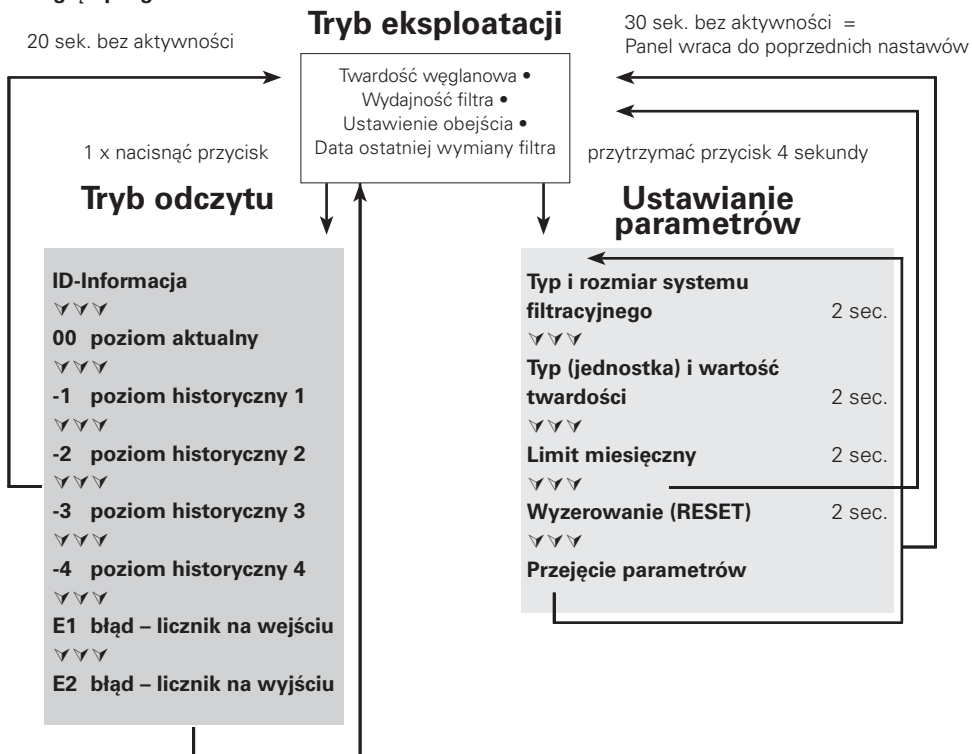 Tryb eksploatacji
20 sek. bez aktywności
30 sek. bez aktywności =
Panel wraca do poprzednich nastawów
Twardość węglanowa •
Wydajność filtra •
Ustawienie obejścia •
Data ostatniej wymiany filtra
1 x nacisnąć przycisk
przytrzymać przycisk 4 sekundy
Tryb odczytu
ID-Informacja
00 poziom aktualny
-1 poziom historyczny 1
-2 poziom historyczny 2
-3 poziom historyczny 3
-4 poziom historyczny 4
E1 błąd – licznik na wejściu
E2 błąd – licznik na wyjściu
Ustawianie
parametrów
Typ i rozmiar systemu
filtracyjnego 2 sec.
Typ (jednostka) i wartość
twardości 2 sec.
Limit miesięczny 2 sec.
Wyzerowanie (RESET) 2 sec.
Przejęcie parametrów